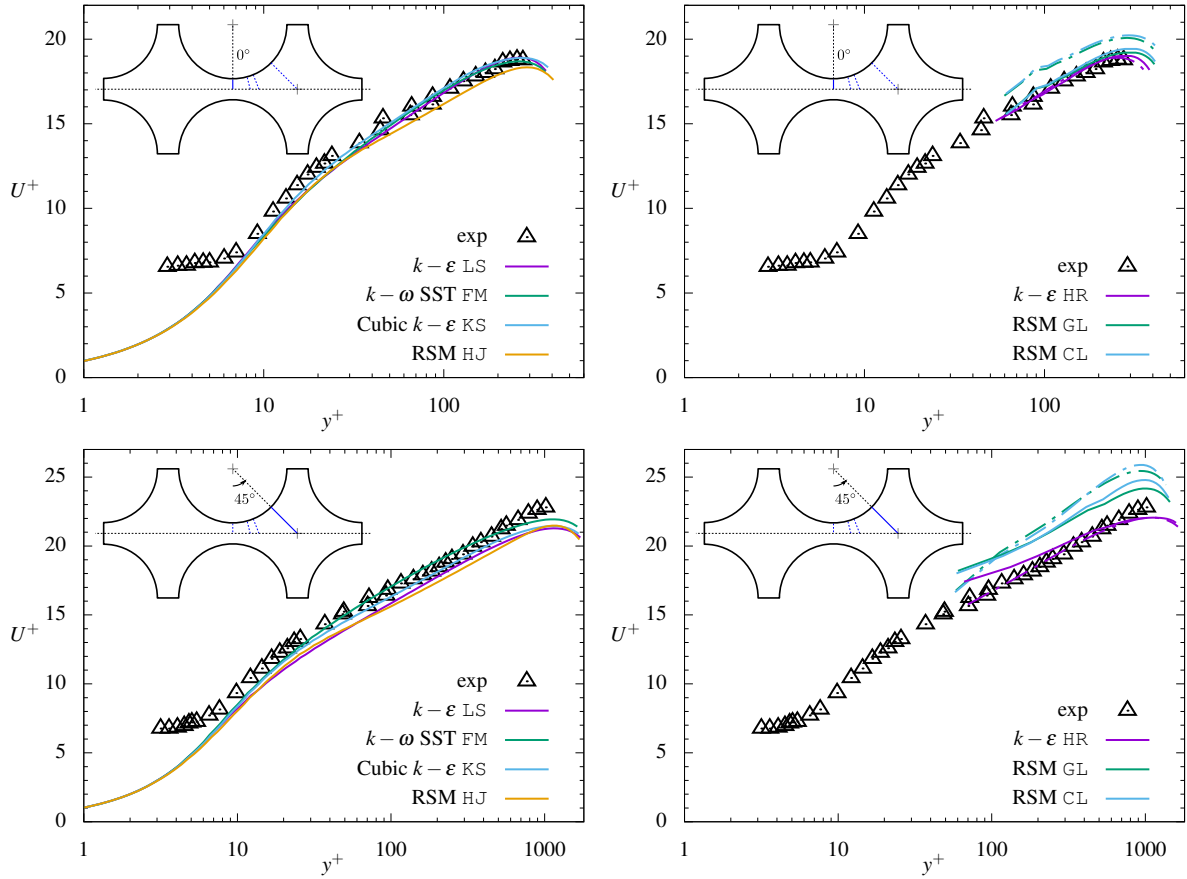 20
15
10
5
0
U⁺
0°
exp
k − ε LS
k − ω SST FM
Cubic k − ε KS
RSM HJ
1 10 100
y⁺
20
15
10
5
0
U⁺
0°
exp
k − ε HR
RSM GL
RSM CL
1 10 100
y⁺
25
20
15
10
5
0
U⁺
45°
exp
k − ε LS
k − ω SST FM
Cubic k − ε KS
RSM HJ
1 10 100 1000
y⁺
25
20
15
10
5
0
U⁺
45°
exp
k − ε HR
RSM GL
RSM CL
1 10 100 1000
y⁺